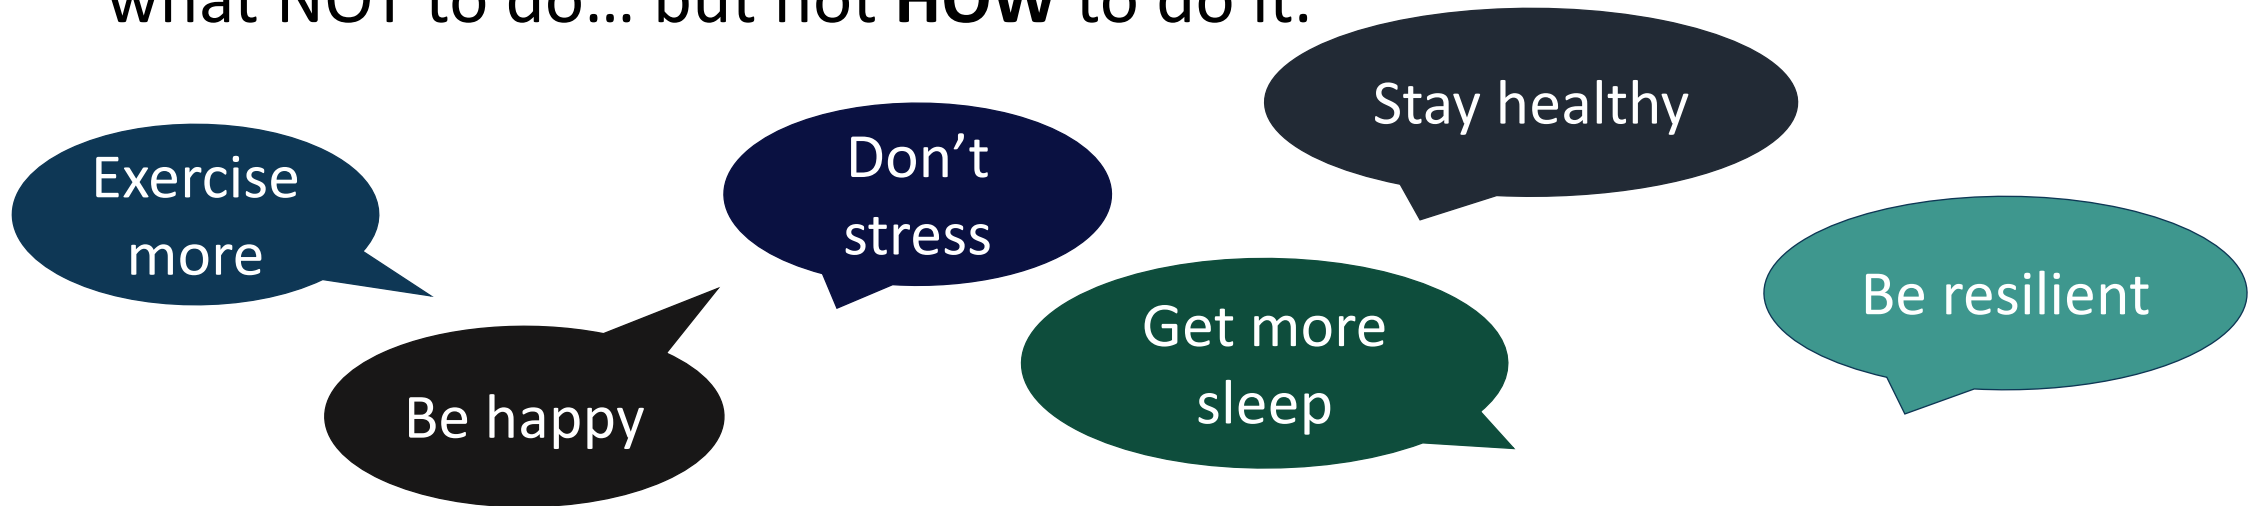 what NOT to do... but not HOW to do it.
Stay healthy
Don't
stress
Exercise
more
Be resilient
Get more
sleep
Be happy